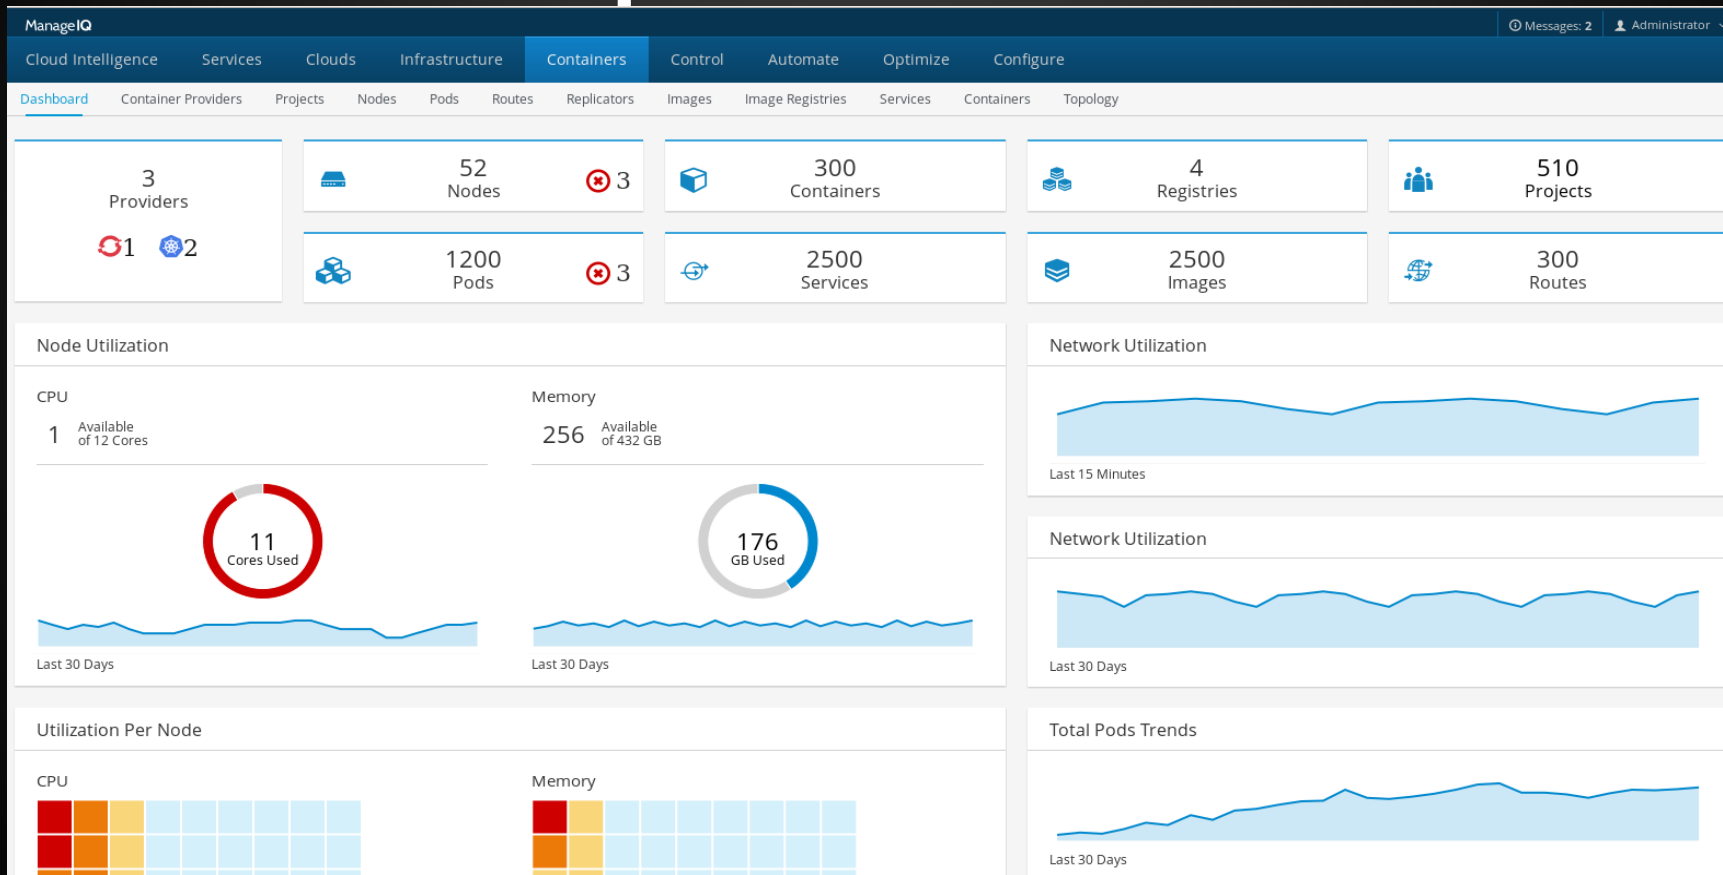 ManageIQ
Messages: 2
Administrator
Cloud Intelligence Services Clouds Infrastructure Containers Control Automate Optimize Configure
Dashboard Container Providers Projects Nodes Pods Routes Replicators Images Image Registries Services Containers Topology
3
Providers
1 2
52
Nodes
3
300
Containers
4
Registries
510
Projects
1200
Pods
3
2500
Services
2500
Images
300
Routes
Node Utilization
CPU
1 Available
of 12 Cores
11
Cores Used
Last 30 Days
Memory
256 Available
of 432 GB
176
GB Used
Last 30 Days
Network Utilization
Last 15 Minutes
Network Utilization
Last 30 Days
Utilization Per Node
CPU
Memory
Total Pods Trends
Last 30 Days